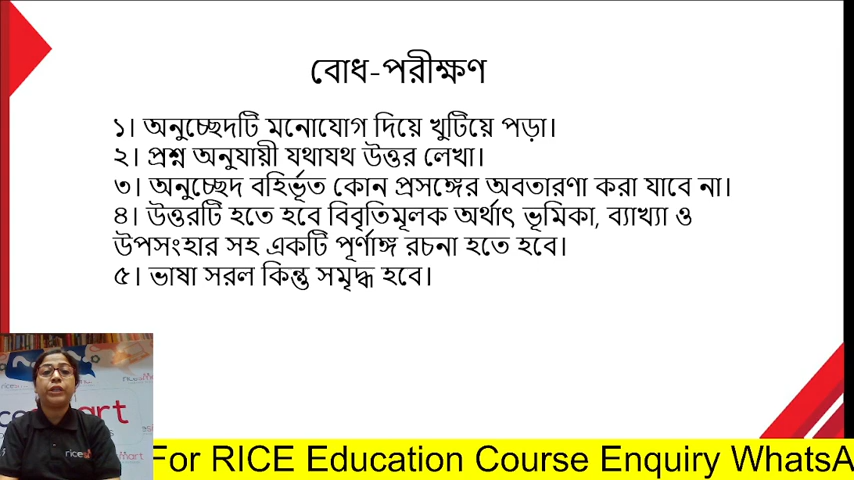 বোধ-পরীক্ষণ
১। অনুচ্ছেদটি মনোযোগ দিয়ে খুটিয়ে পড়া।
২। প্রশ্ন অনুযায়ী যথাযথ উত্তর লেখা।
৩। অনুচ্ছেদ বহির্ভূত কোন প্রসঙ্গের অবতারণা করা যাবে না।
৪। উত্তরটি হতে হবে বিবৃতিমূলক অর্থাৎ ভূমিকা, ব্যাখ্যা ও
উপসংহার সহ একটি পূর্ণাঙ্গ রচনা হতে হবে।
৫। ভাষা সরল কিন্তু সমৃদ্ধ হবে।
For RICE Education Course Enquiry WhatsA